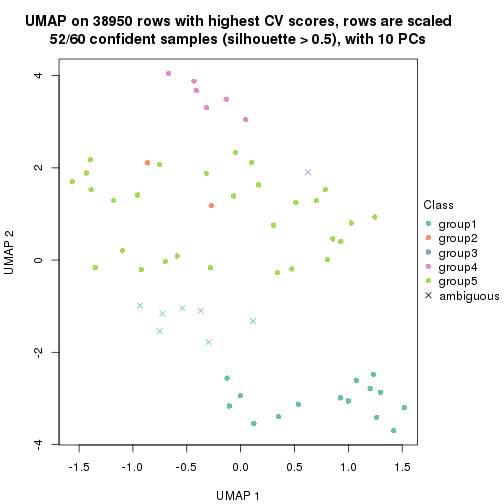 UMAP on 38950 rows with highest CV scores, rows are scaled
52/60 confident samples (silhouette > 0.5), with 10 PCs
4
2
0
-2
-4
UMAP 2
-1.5
-1.0
-0.5
0.0
0.5
1.0
1.5
UMAP 1
Class
group1
group2
group3
group4
group5
ambiguous